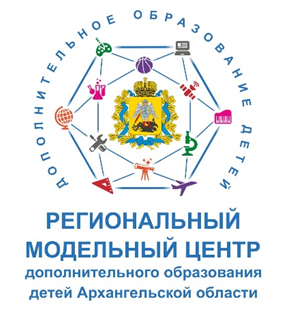 ДОПОЛНИТЕЛЬНОЕ ОБРАЗОВАНИЕ ДЕТЕЙ
РЕГИОНАЛЬНЫЙ
МОДЕЛЬНЫЙ ЦЕНТР
дополнительного образования
детей Архангельской области